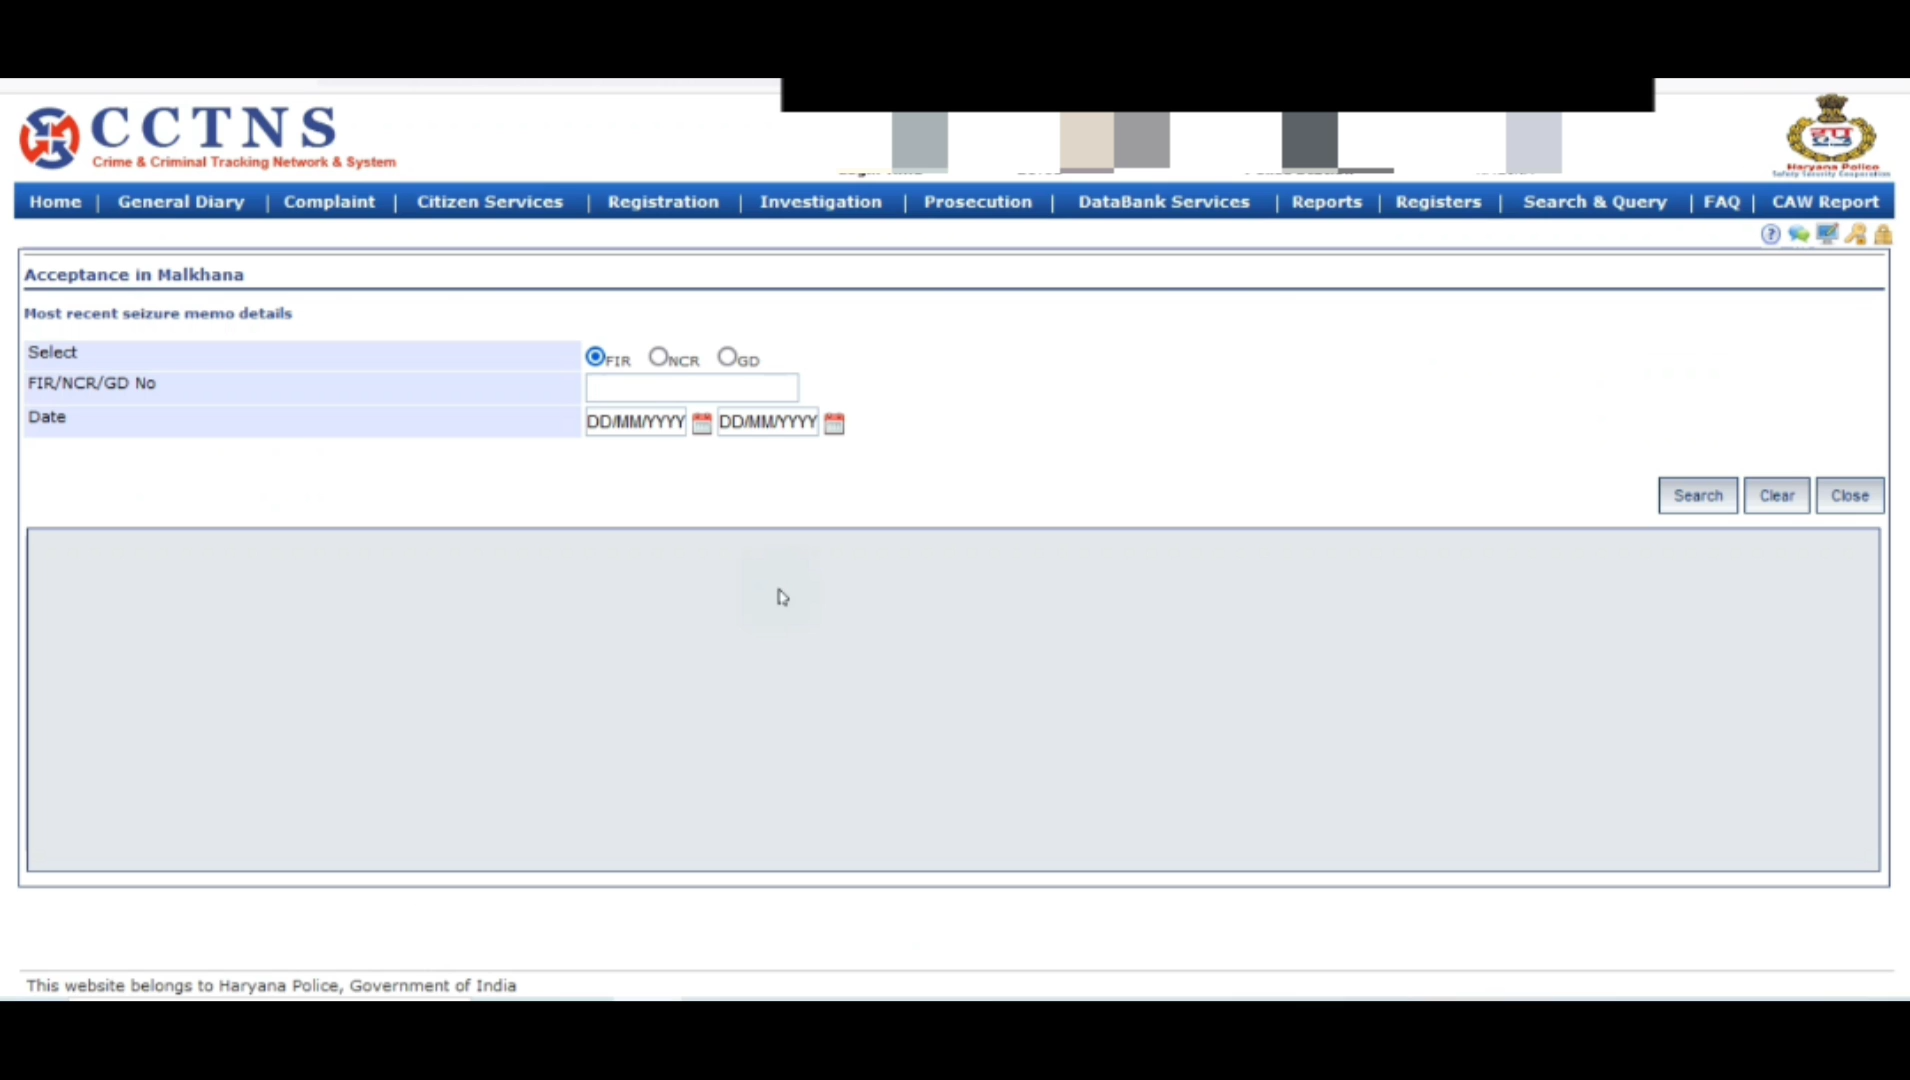 CCTNS
Crime & Criminal Tracking Network & System
हपु
Haryana Police
Home | General Diary | Complaint | Citizen Services | Registration | Investigation | Prosecution | DataBank Services | Reports | Registers | Search & Query | FAQ | CAW Report
Acceptance in Malkhana
Most recent seizure memo details
Select FIR NCR GD
FIR/NCR/GD No
Date DD/MM/YYYY DD/MM/YYYY
Search Clear Close
This website belongs to Haryana Police, Government of India